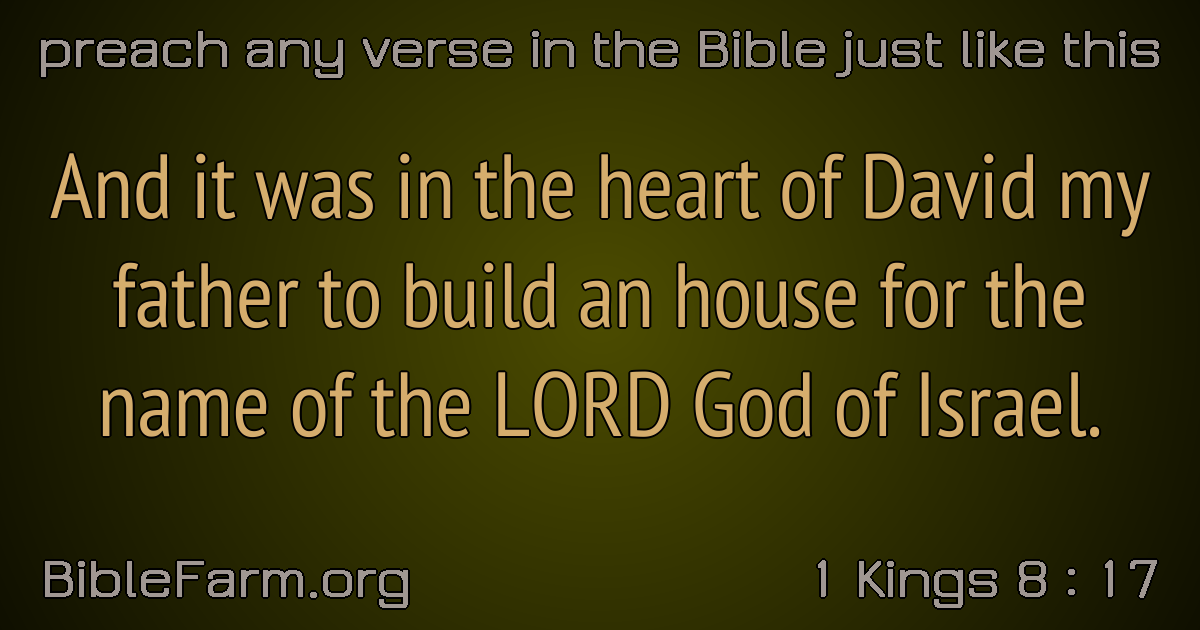 preach any verse in the Bible just like this
And it was in the heart of David my
father to build an house for the
name of the LORD God of Israel.
BibleFarm.org
1 Kings 8 : 17